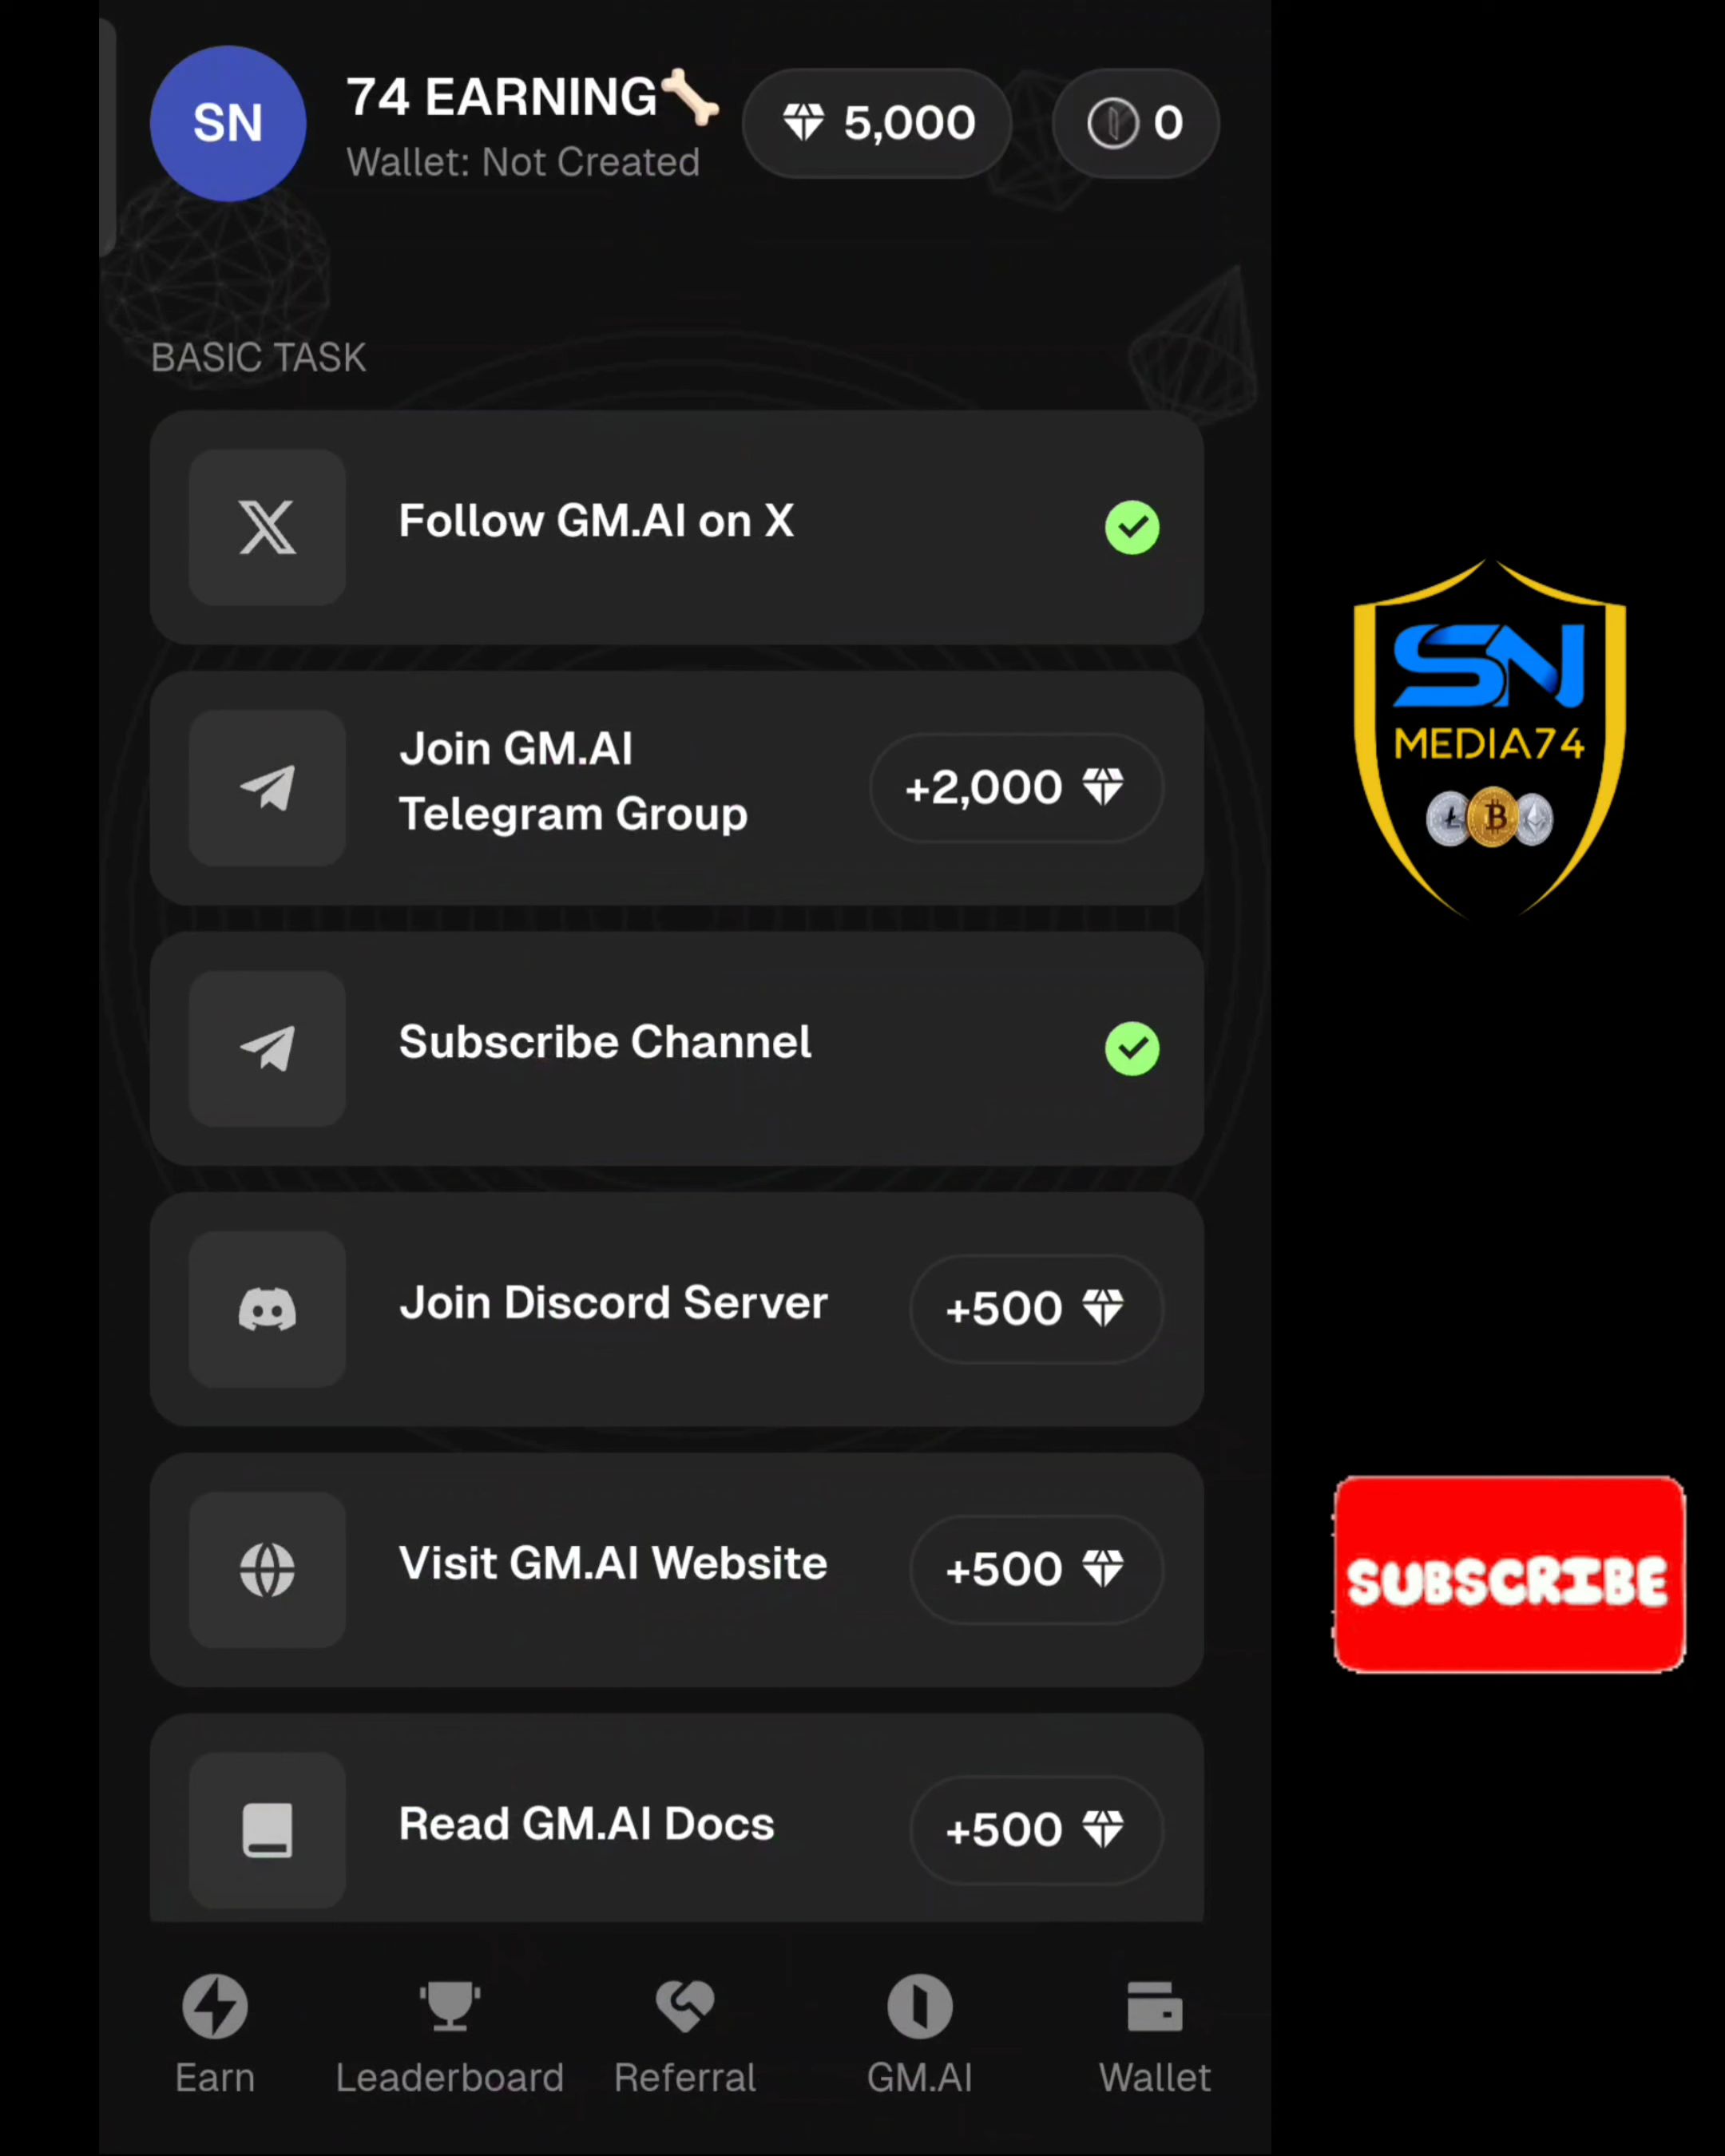 SN
74 EARNING🦴
Wallet: Not Created
5,000
0
BASIC TASK
Follow GM.AI on X
Join GM.AI
Telegram Group
+2,000
Subscribe Channel
Join Discord Server
+500
Visit GM.AI Website
+500
Read GM.AI Docs
+500
Earn
Leaderboard
Referral
GM.AI
Wallet
SN
MEDIA74
SUBSCRIBE